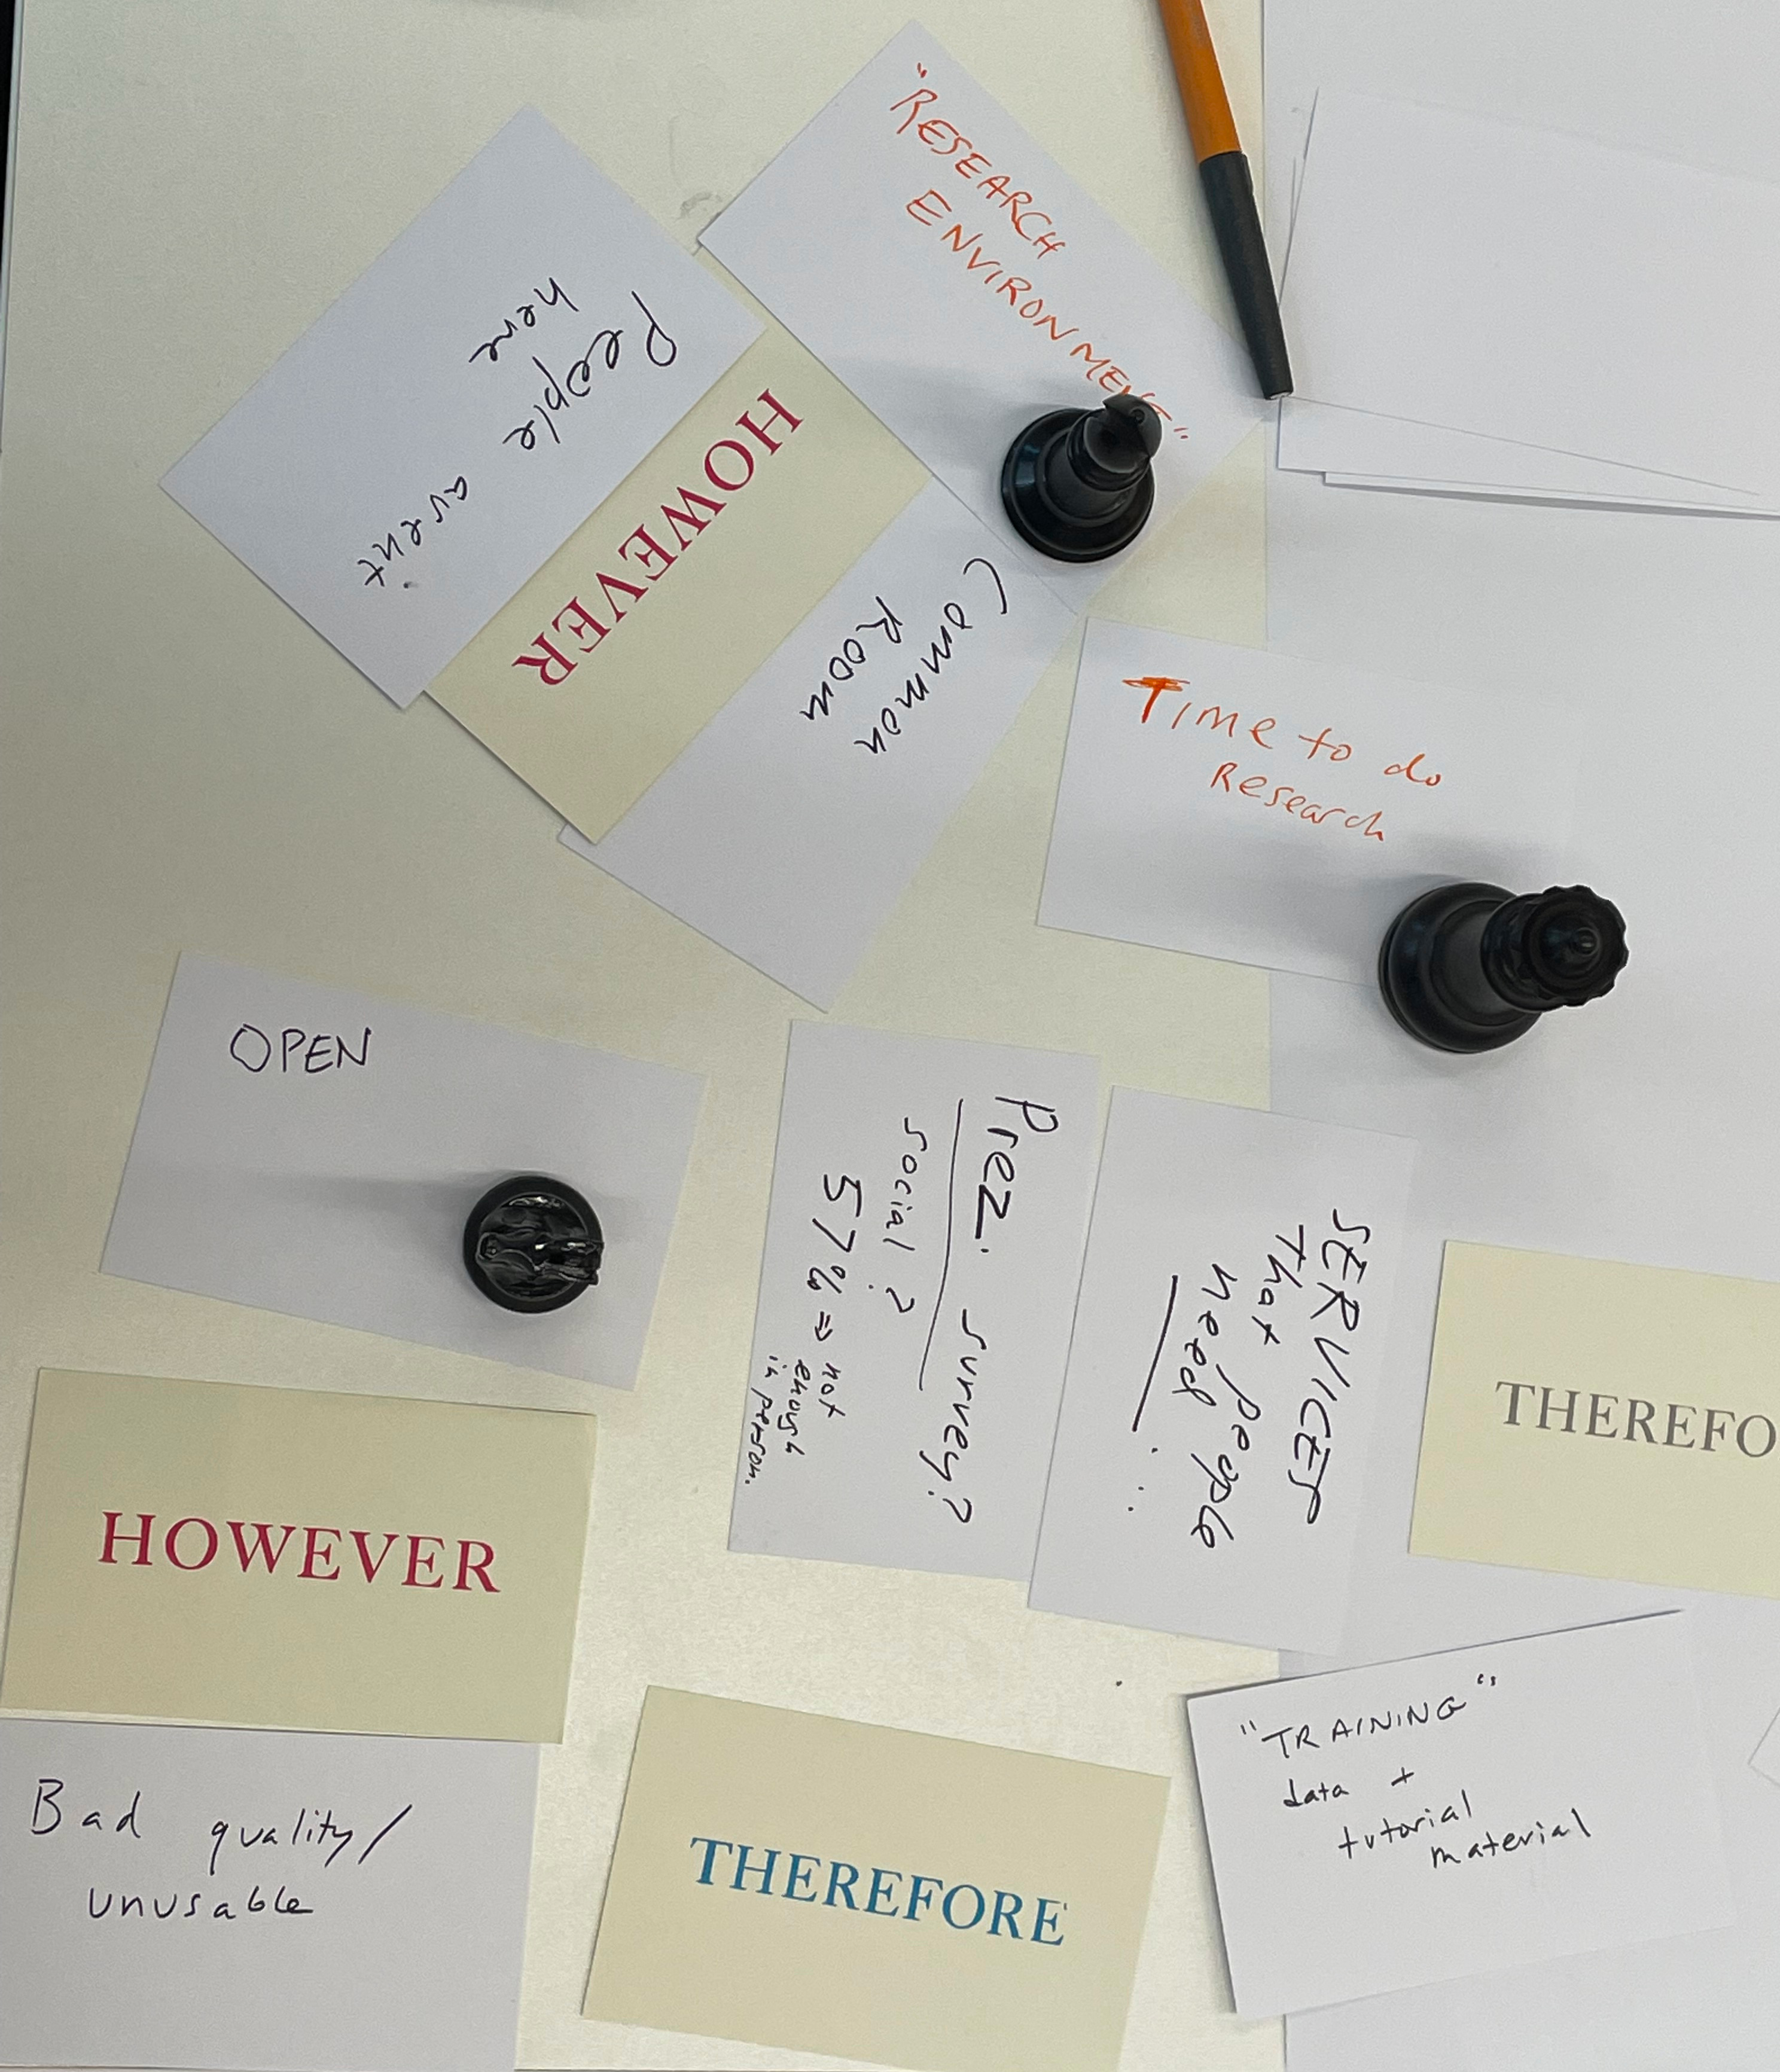 "RESEARCH
ENVIRONMENT"
People
aren't
here
HOWEVER
Common
Room
Time to do
Research
OPEN
Prez. survey?
social?
57% => not
enough
in person.
SERVICES
That people
need...
THEREFO
HOWEVER
Bad quality/
unusable
THEREFORE
"TRAINING"
data +
tutorial
material